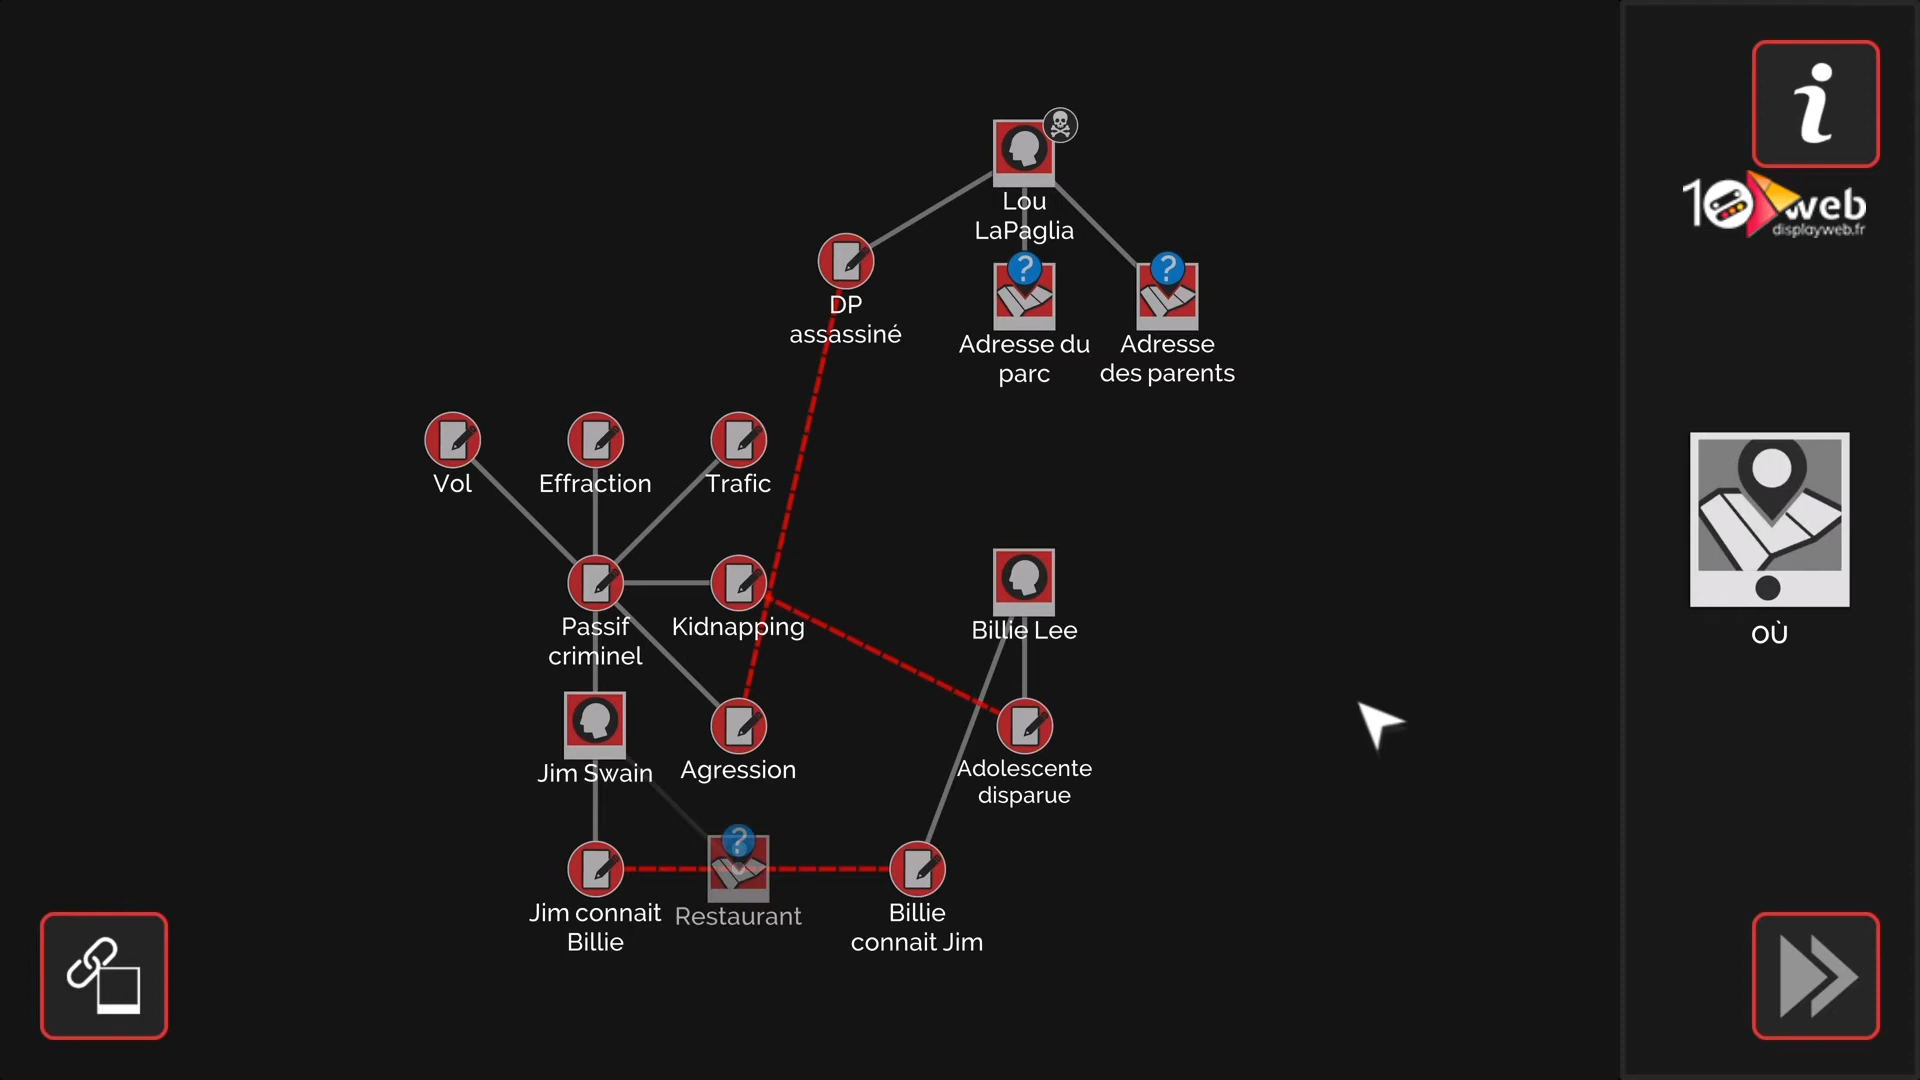 i
10 web
displayweb.fr
Lou
LaPaglia
DP
assassiné
?
?
Adresse du
parc
Adresse
des parents
Vol
Effraction
Trafic
Passif
criminel
Kidnapping
Billie Lee
OÙ
Jim Swain
Agression
Adolescente
disparue
?
Jim connait
Billie
Restaurant
Billie
connait Jim